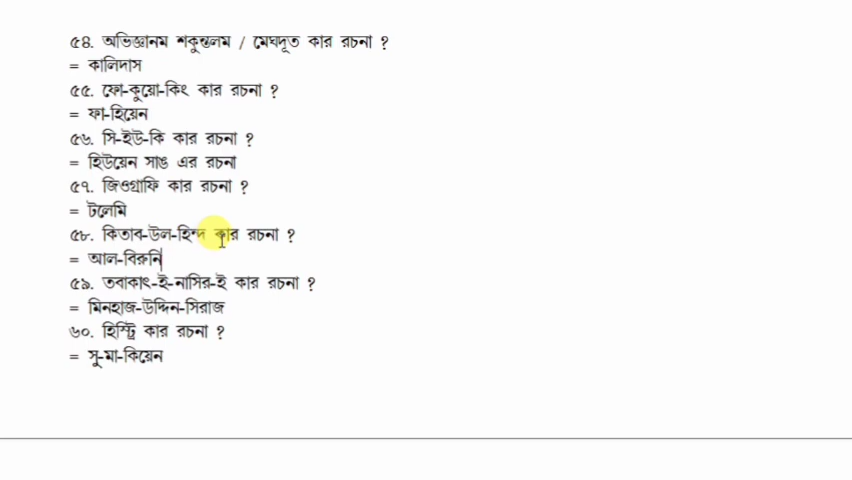 ৫৪. অভিজ্ঞানম শকুন্তলম / মেঘদূত কার রচনা ?
= কালিদাস
৫৫. ফো-কুয়ো-কিং কার রচনা ?
= ফা-হিয়েন
৫৬. সি-ইউ-কি কার রচনা ?
= হিউয়েন সাঙ এর রচনা
৫৭. জিওগ্রাফি কার রচনা ?
= টলেমি
৫৮. কিতাব-উল-হিন্দ কার রচনা ?
= আল-বিরুনি
৫৯. তবাকাৎ-ই-নাসির-ই কার রচনা ?
= মিনহাজ-উদ্দিন-সিরাজ
৬০. হিস্ট্রি কার রচনা ?
= সু-মা-কিয়েন